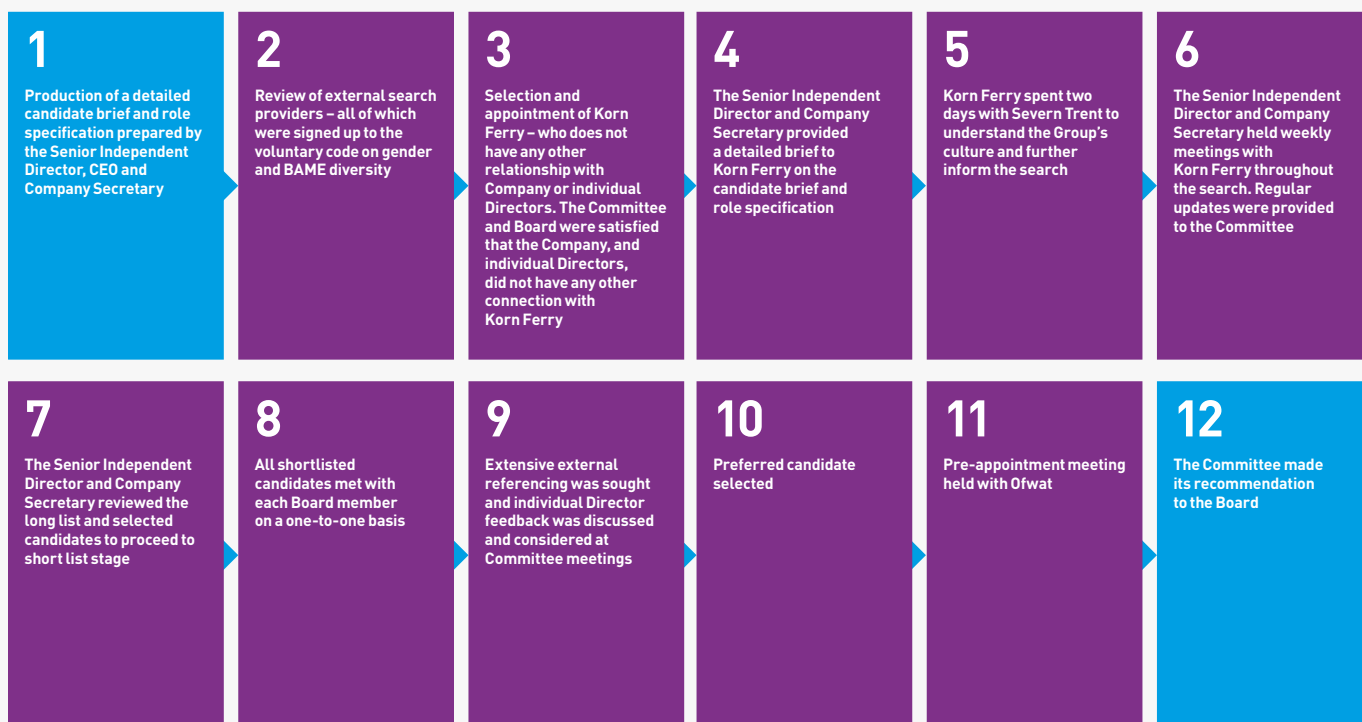 1
Production of a detailed
candidate brief and role
specification prepared by
the Senior Independent
Director, CEO and
Company Secretary
2
Review of external search
providers – all of which
were signed up to the
voluntary code on gender
and BAME diversity
3
Selection and
appointment of Korn
Ferry – who does not
have any other
relationship with
Company or individual
Directors. The Committee
and Board were satisfied
that the Company, and
individual Directors,
did not have any other
connection with
Korn Ferry
4
The Senior Independent
Director and Company
Secretary provided
a detailed brief to
Korn Ferry on the
candidate brief and
role specification
5
Korn Ferry spent two
days with Severn Trent to
understand the Group’s
culture and further
inform the search
6
The Senior Independent
Director and Company
Secretary held weekly
meetings with
Korn Ferry throughout
the search. Regular
updates were provided
to the Committee
7
The Senior Independent
Director and Company
Secretary reviewed the
long list and selected
candidates to proceed to
short list stage
8
All shortlisted
candidates met with
each Board member
on a one-to-one basis
9
Extensive external
referencing was sought
and individual Director
feedback was discussed
and considered at
Committee meetings
10
Preferred candidate
selected
11
Pre-appointment meeting
held with Ofwat
12
The Committee made
its recommendation
to the Board